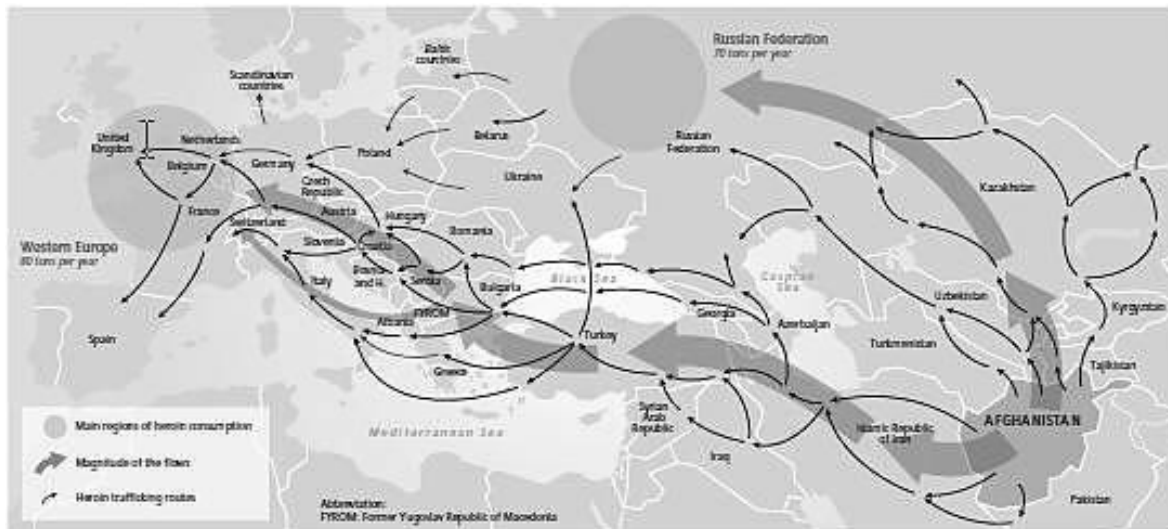 Russian Federation
70 tons per year
Baltic
countries
Scandinavian
countries
United
Kingdom
Netherlands
Belgium
Germany
Poland
Belarus
Russian
Federation
Ukraine
Kazakhstan
Czech
Republic
France
Switzerland
Austria
Hungary
Slovenia
Croatia
Romania
Western Europe
80 tons per year
Italy
Bosnia
and H.
Serbia
Bulgaria
Black Sea
Caspian
Sea
Georgia
Azerbaijan
Uzbekistan
Kyrgyzstan
Spain
Albania
FYROM
Turkey
Turkmenistan
Tajikistan
Greece
Syrian
Arab
Republic
Islamic Republic
of Iran
AFGHANISTAN
Iraq
Pakistan
Mediterranean Sea
Main regions of heroin consumption
Magnitude of the flows
Heroin trafficking routes
Abbreviation:
FYROM: Former Yugoslav Republic of Macedonia